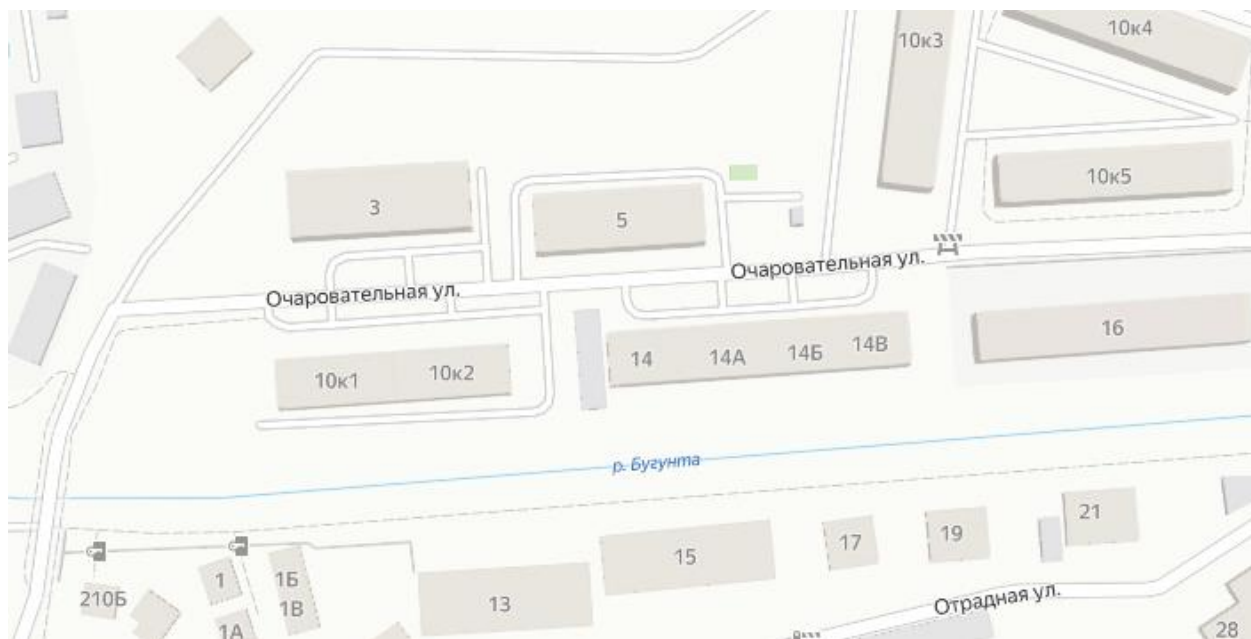 10к4
10к3
10к5
3
5
Очаровательная ул.
Очаровательная ул.
16
14 14А 14Б 14В
10к1 10к2
р. Бугунта
21
19
17
15
1 1Б
210Б
1В
13
Отрадная ул.
1А
28